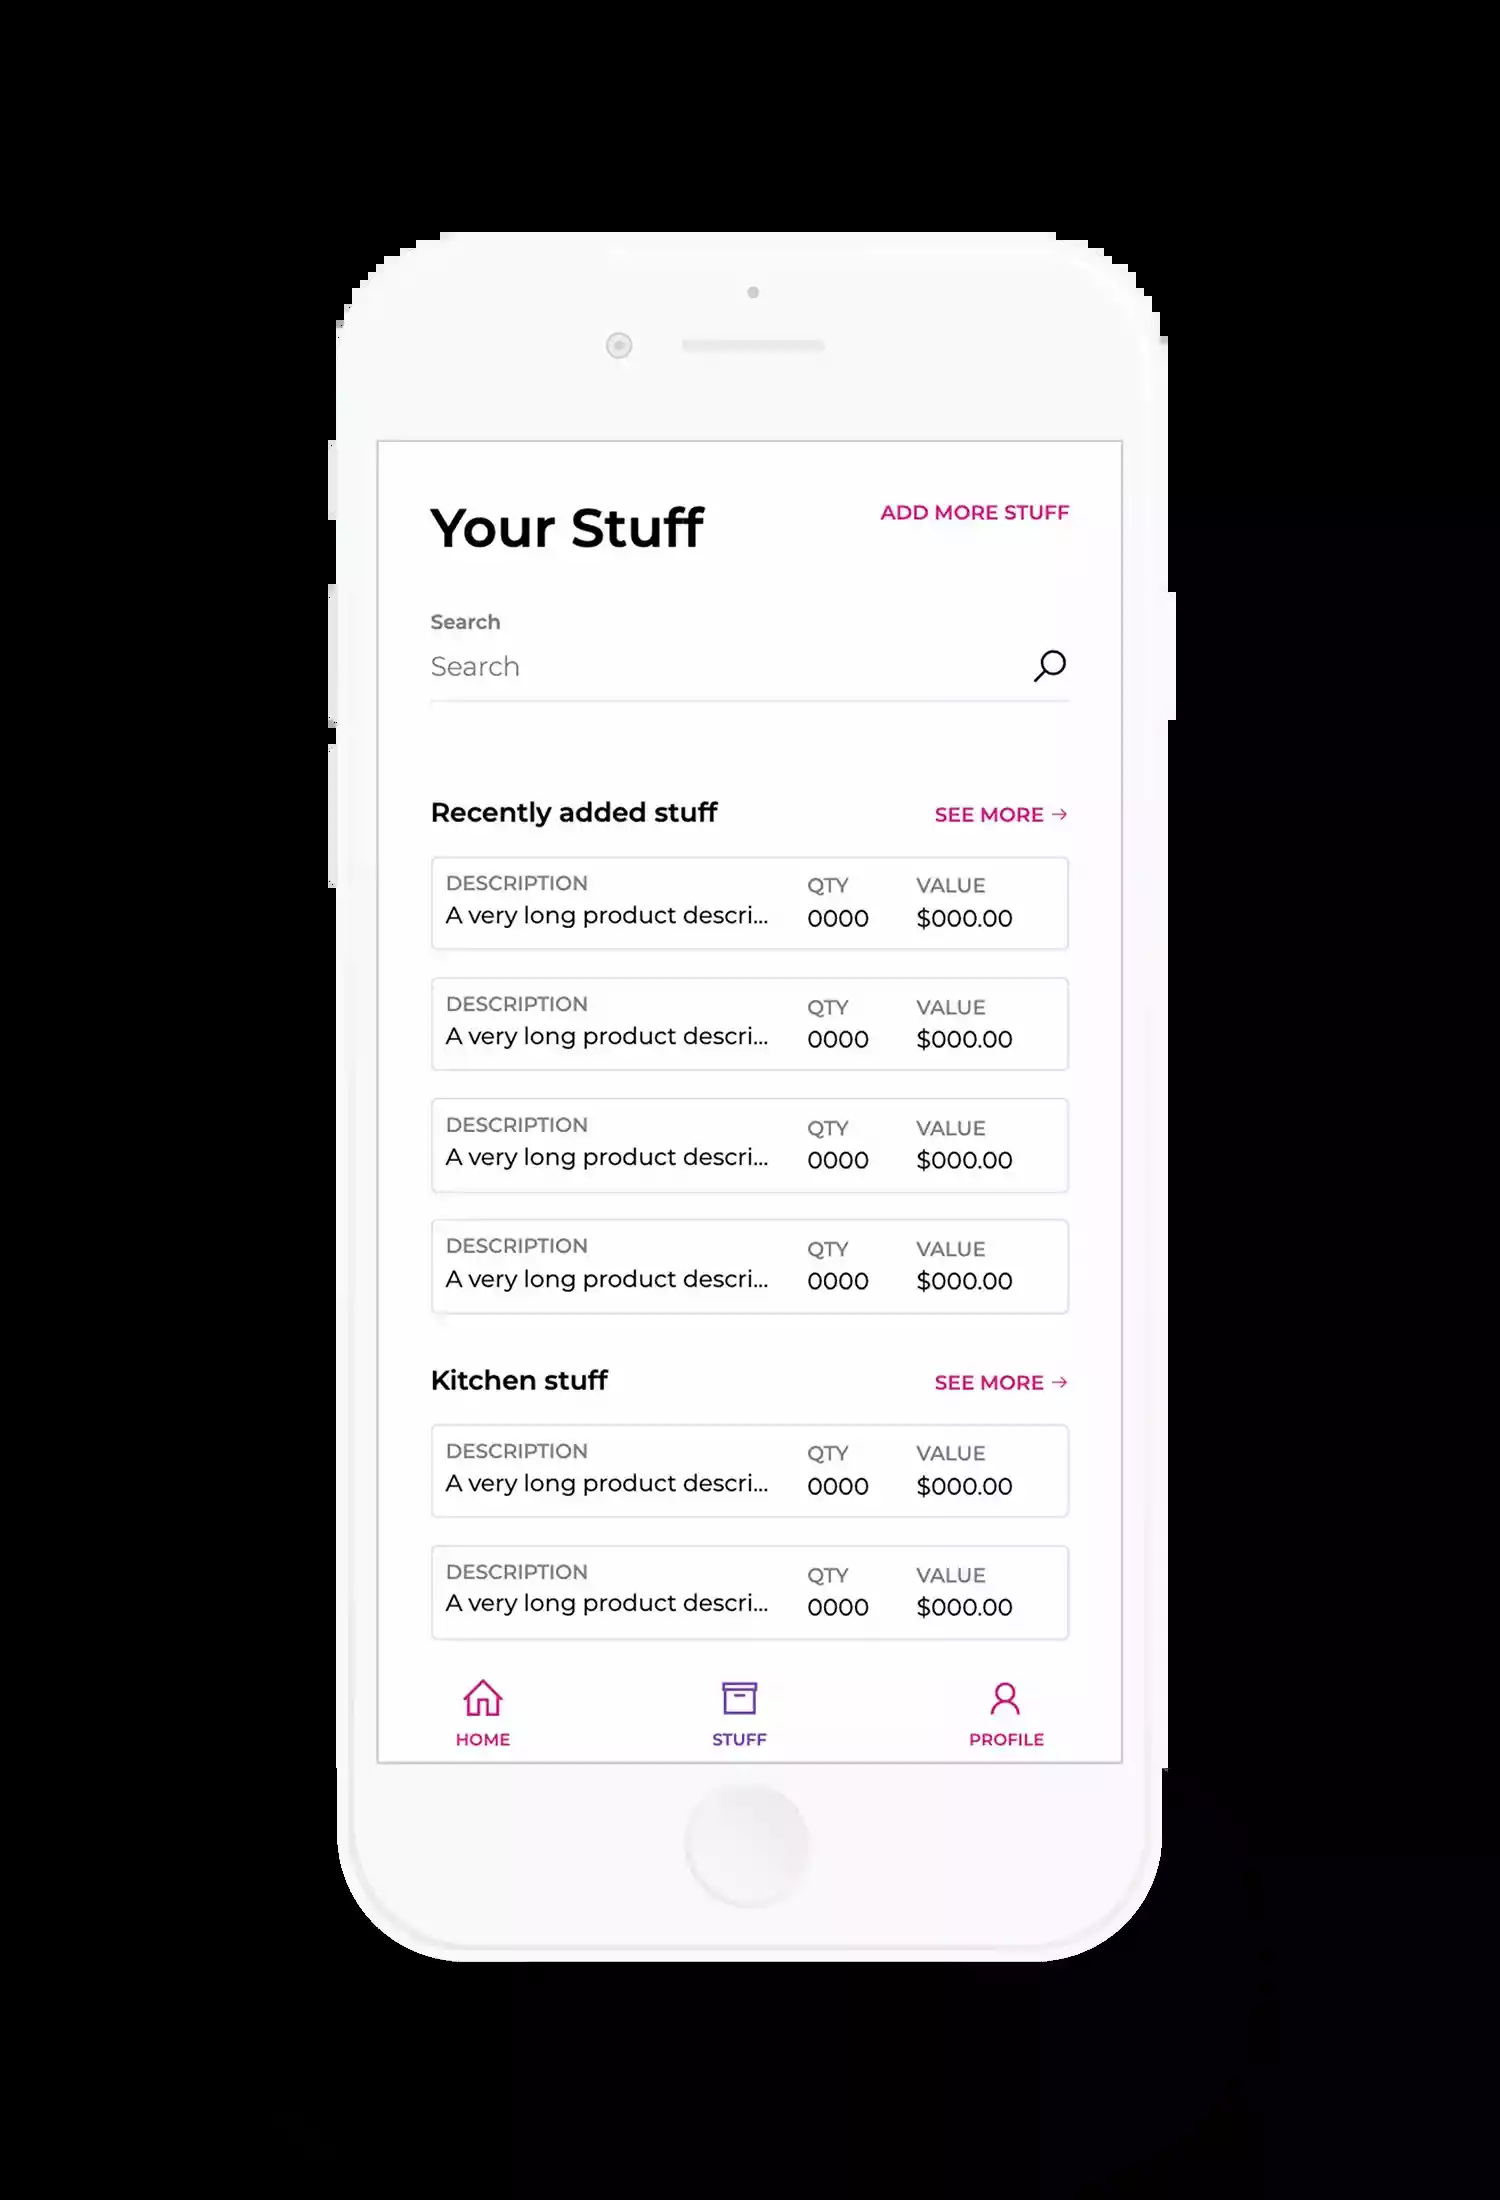 Your Stuff
ADD MORE STUFF
Search
Search
Recently added stuff
SEE MORE →
DESCRIPTION QTY VALUE
A very long product descri... 0000 $000.00
DESCRIPTION QTY VALUE
A very long product descri... 0000 $000.00
DESCRIPTION QTY VALUE
A very long product descri... 0000 $000.00
DESCRIPTION QTY VALUE
A very long product descri... 0000 $000.00
Kitchen stuff
SEE MORE →
DESCRIPTION QTY VALUE
A very long product descri... 0000 $000.00
DESCRIPTION QTY VALUE
A very long product descri... 0000 $000.00
HOME STUFF PROFILE